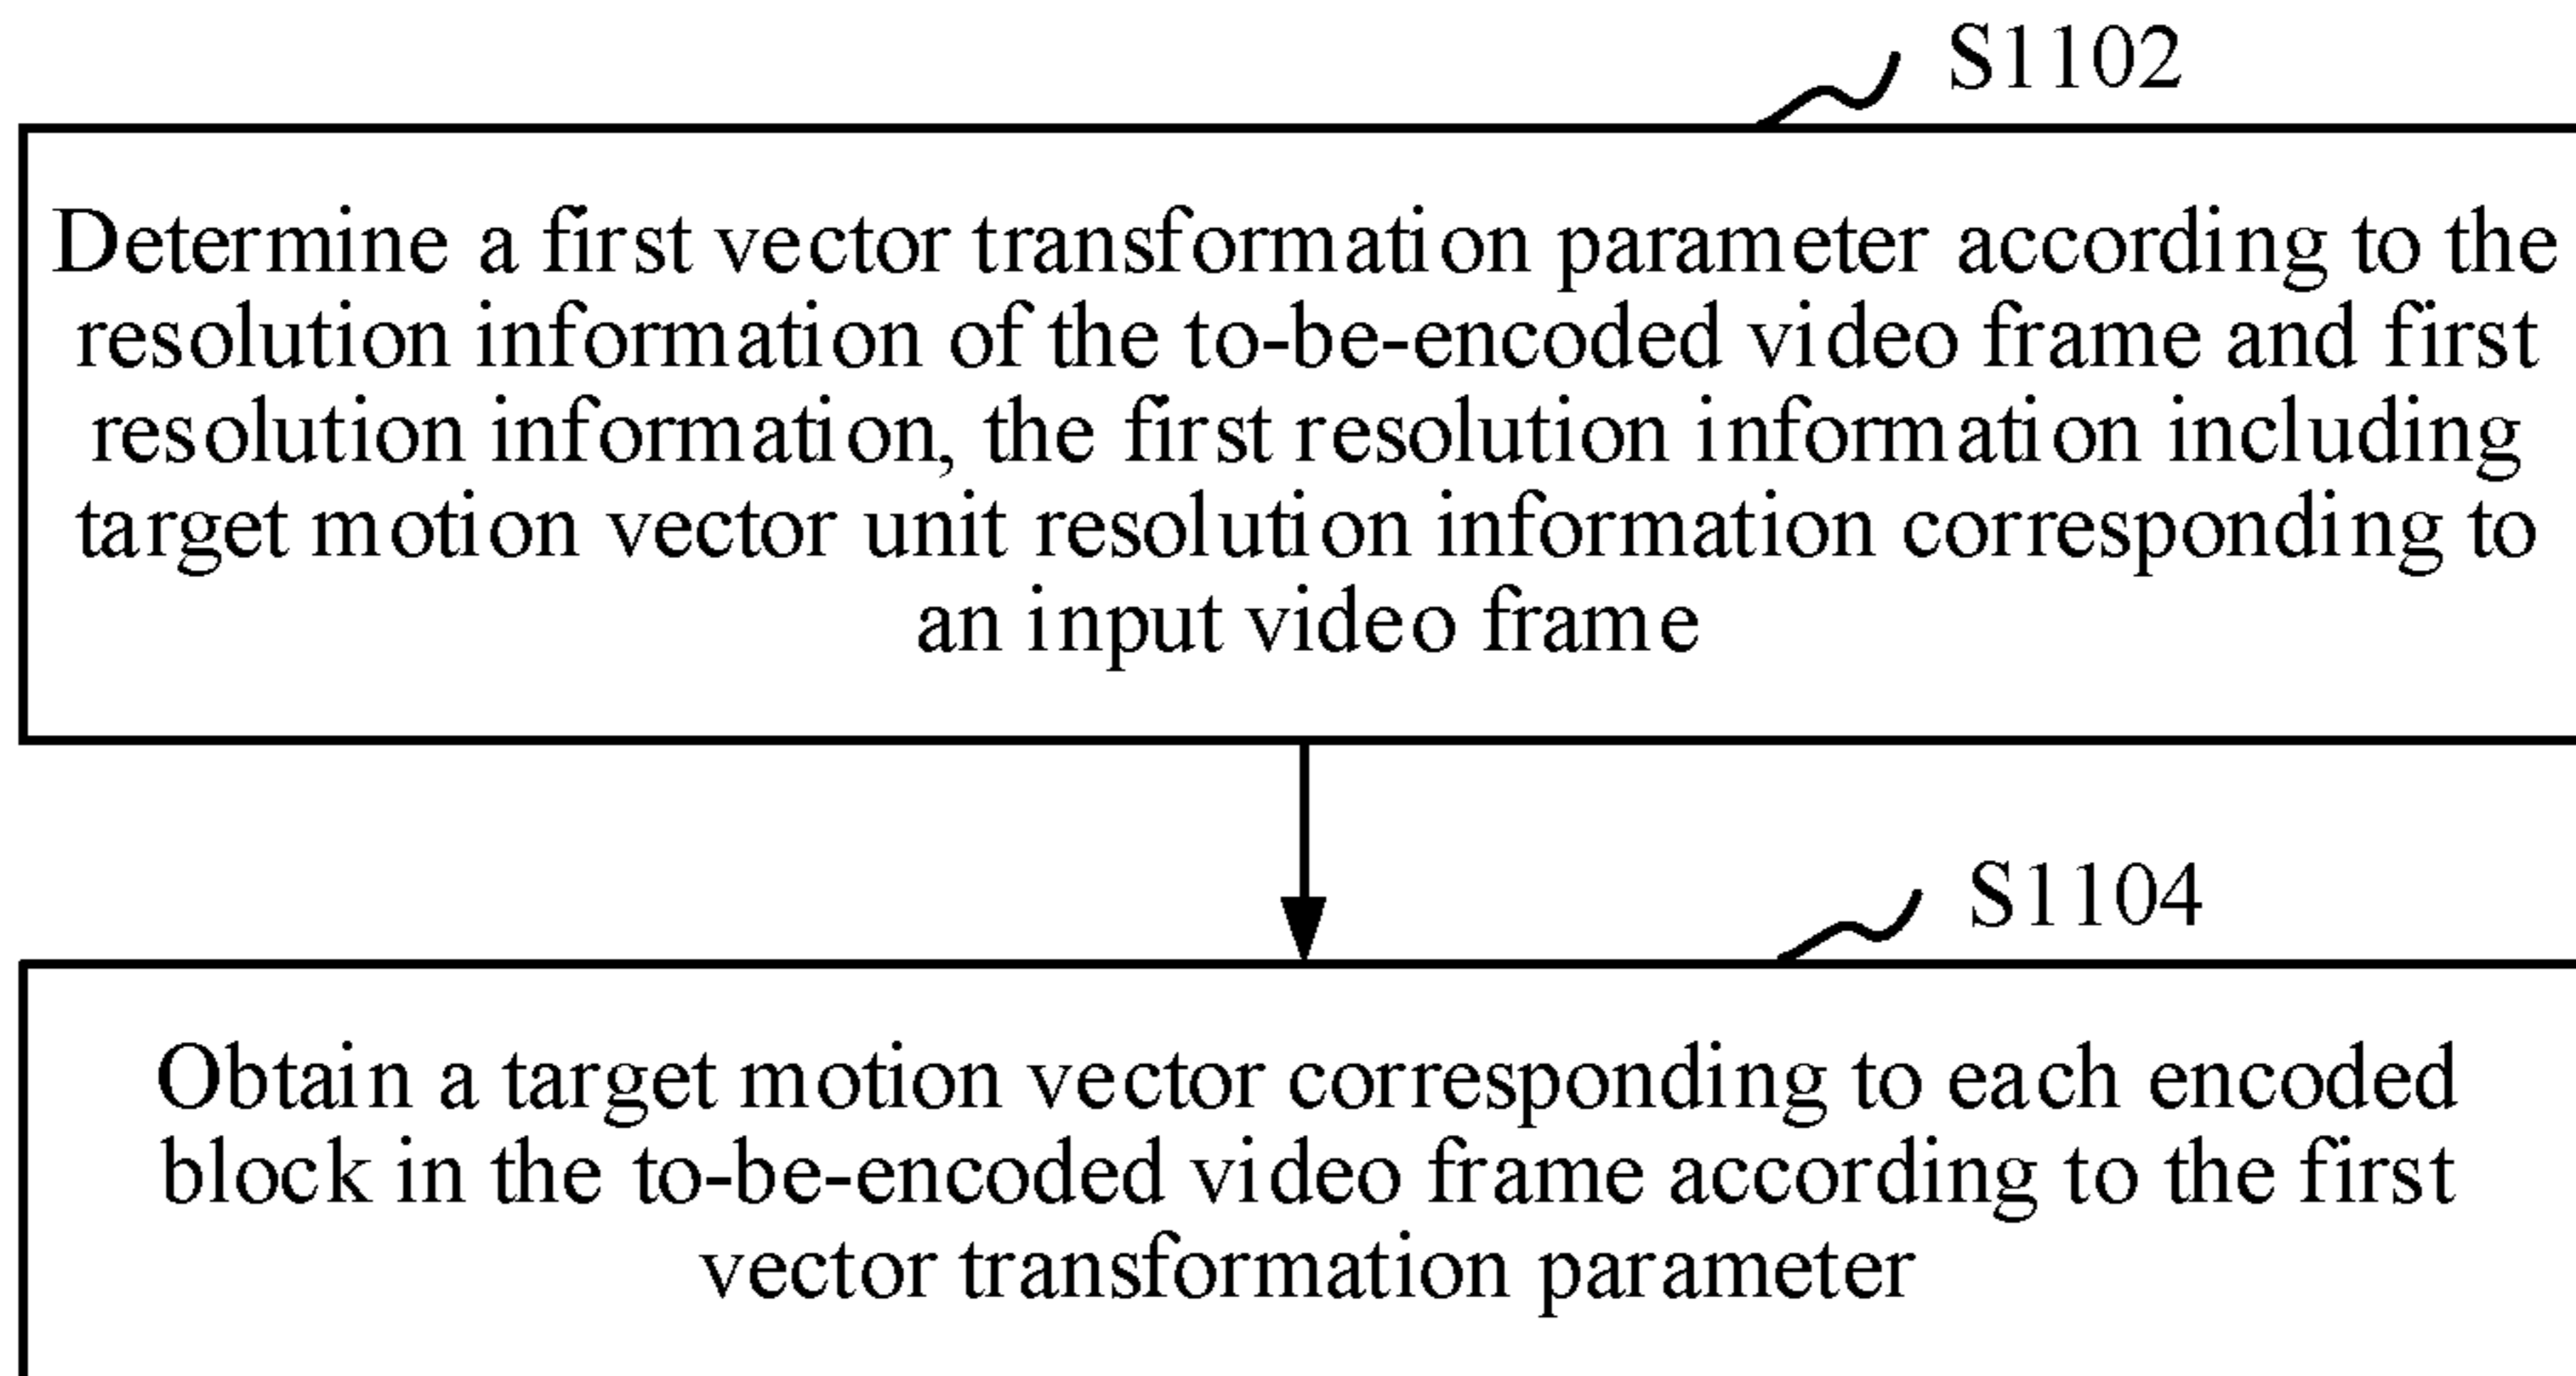 S1102
Determine a first vector transformation parameter according to the
resolution information of the to-be-encoded video frame and first
resolution information, the first resolution information including
target motion vector unit resolution information corresponding to
an input video frame
S1104
Obtain a target motion vector corresponding to each encoded
block in the to-be-encoded video frame according to the first
vector transformation parameter